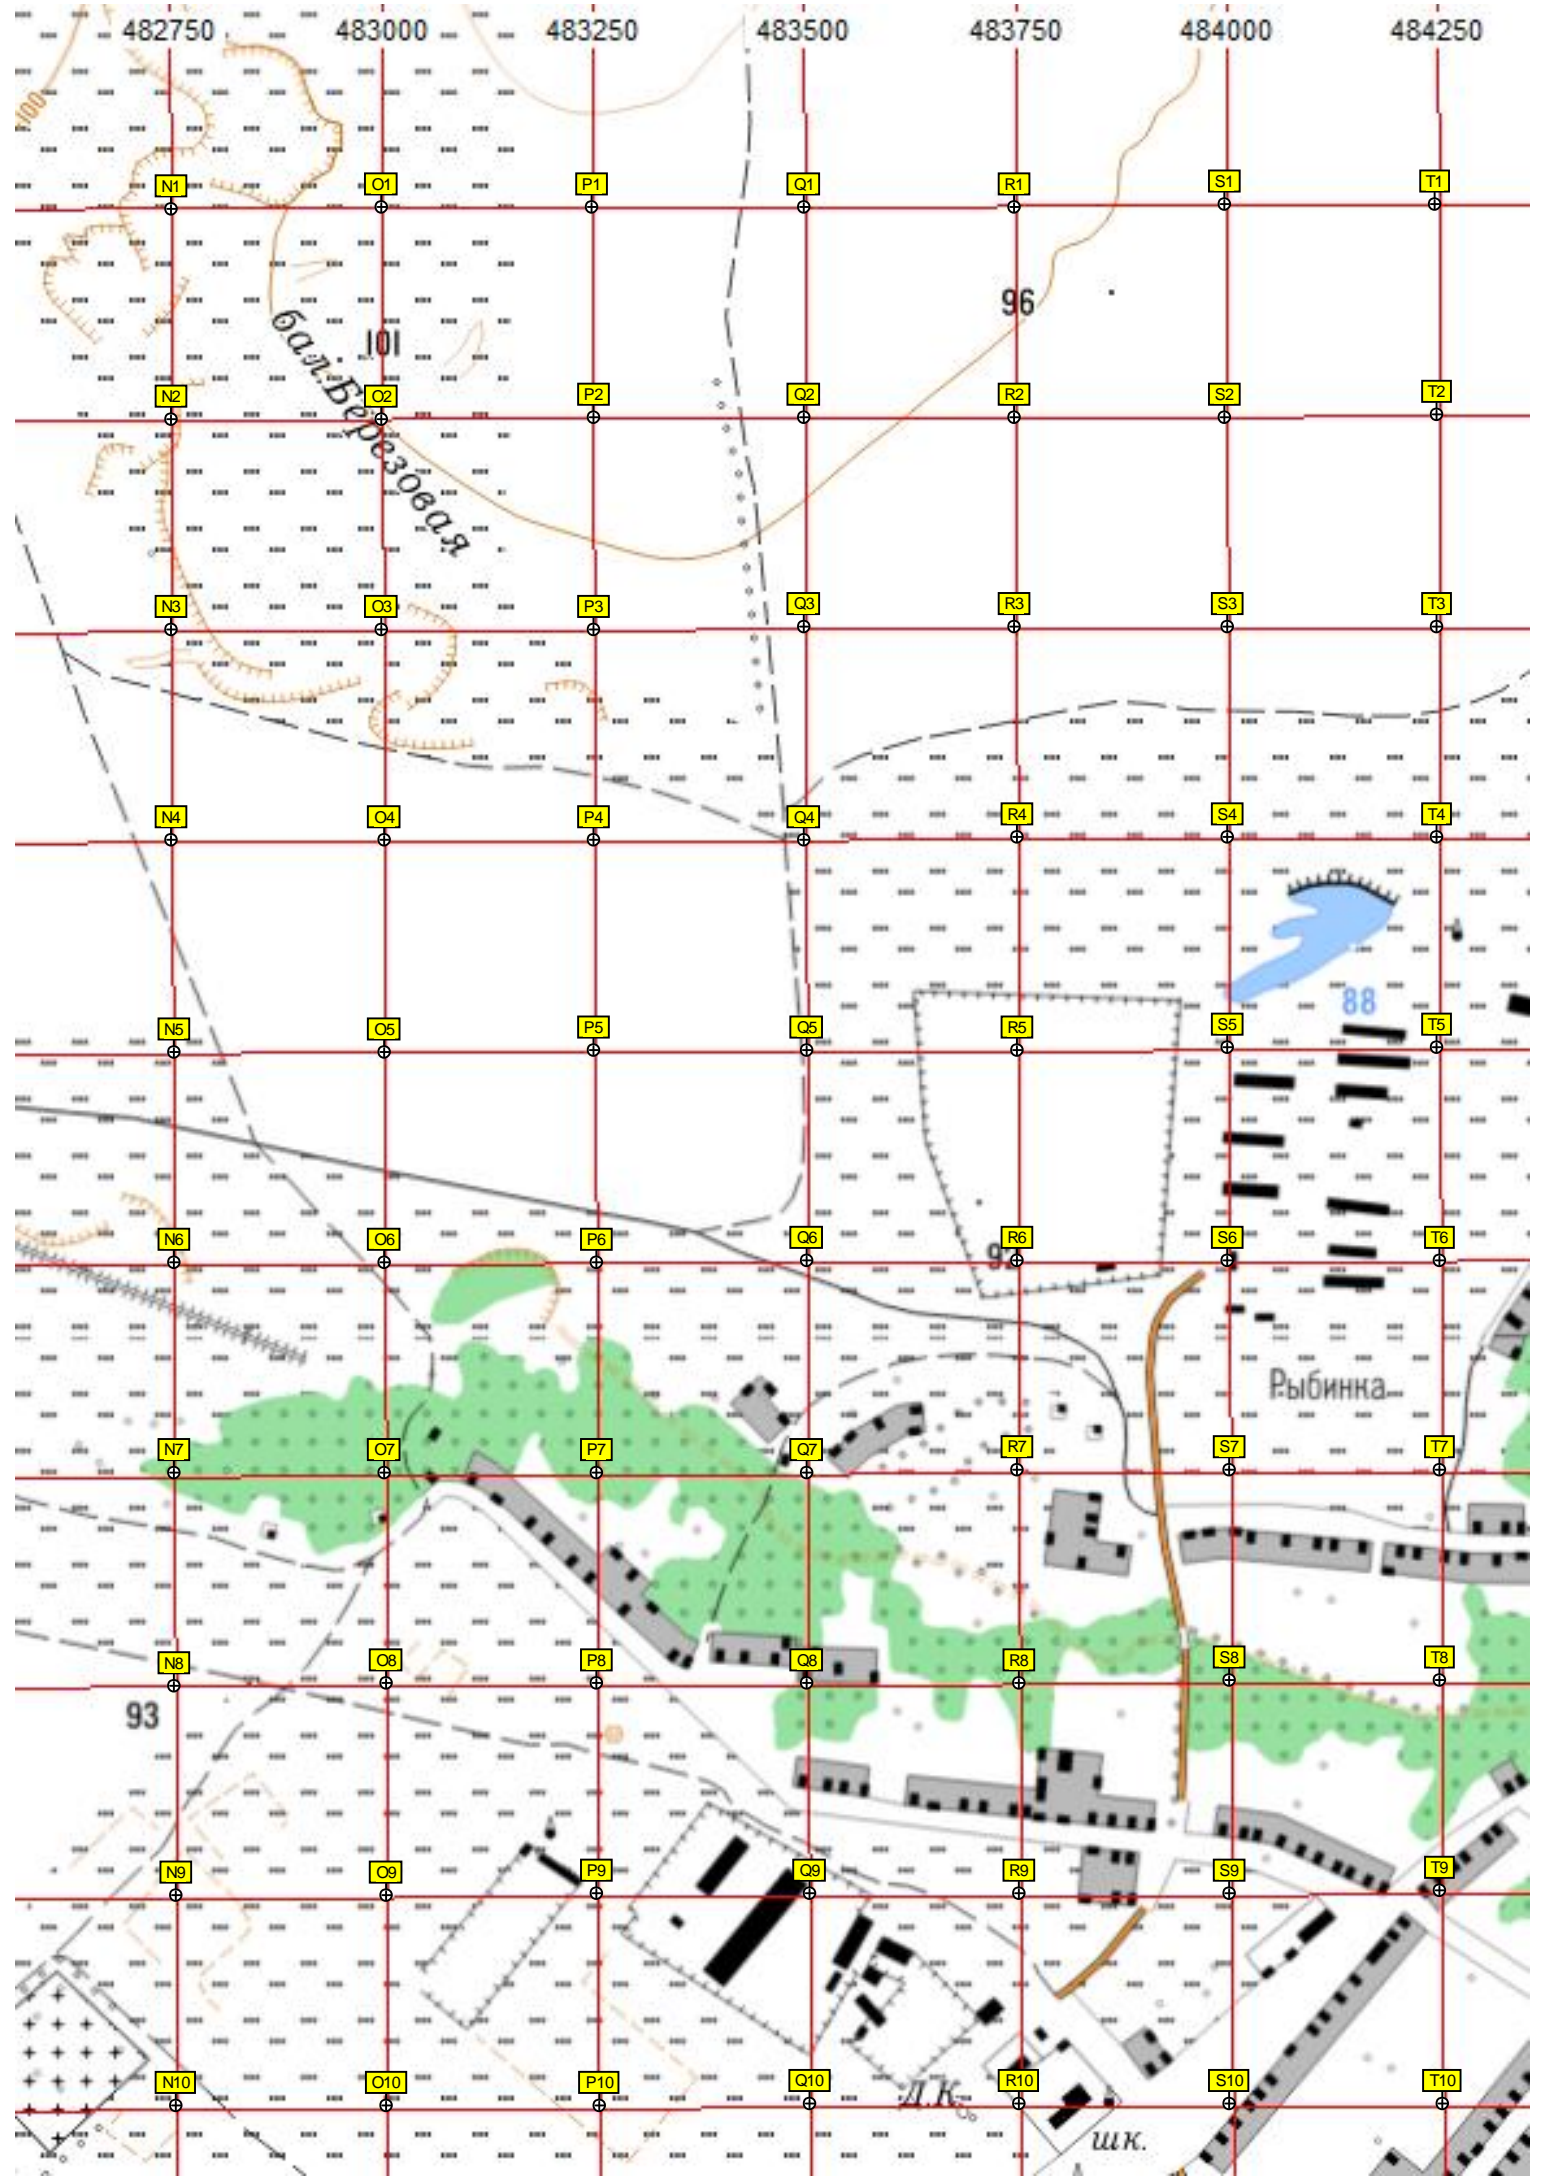 482750 483000 483250 483500 483750 484000 484250
100
N1 O1 P1 Q1 R1 S1 T1
96
101
бал. Березовая
N2 O2 P2 Q2 R2 S2 T2
N3 O3 P3 Q3 R3 S3 T3
N4 O4 P4 Q4 R4 S4 T4
88
N5 O5 P5 Q5 R5 S5 T5
N6 O6 P6 Q6 R6 S6 T6
Рыбинка
N7 O7 P7 Q7 R7 S7 T7
N8 O8 P8 Q8 R8 S8 T8
93
N9 O9 P9 Q9 R9 S9 T9
N10 O10 P10 Q10 R10 S10 T10
Д.К.
шк.